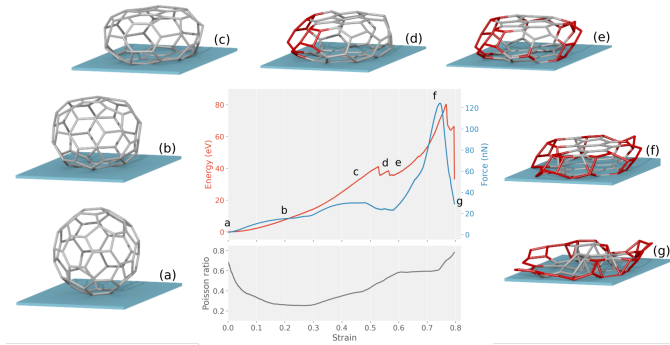 (c)
(d)
(e)
(b)
(a)
(f)
(g)
80
60
40
20
0
Energy (eV)
a
b
c
d
e
f
g
120
100
80
60
40
20
0
Force (nN)
0.8
0.6
0.4
0.2
Poisson ratio
0.0 0.1 0.2 0.3 0.4 0.5 0.6 0.7 0.8
Strain